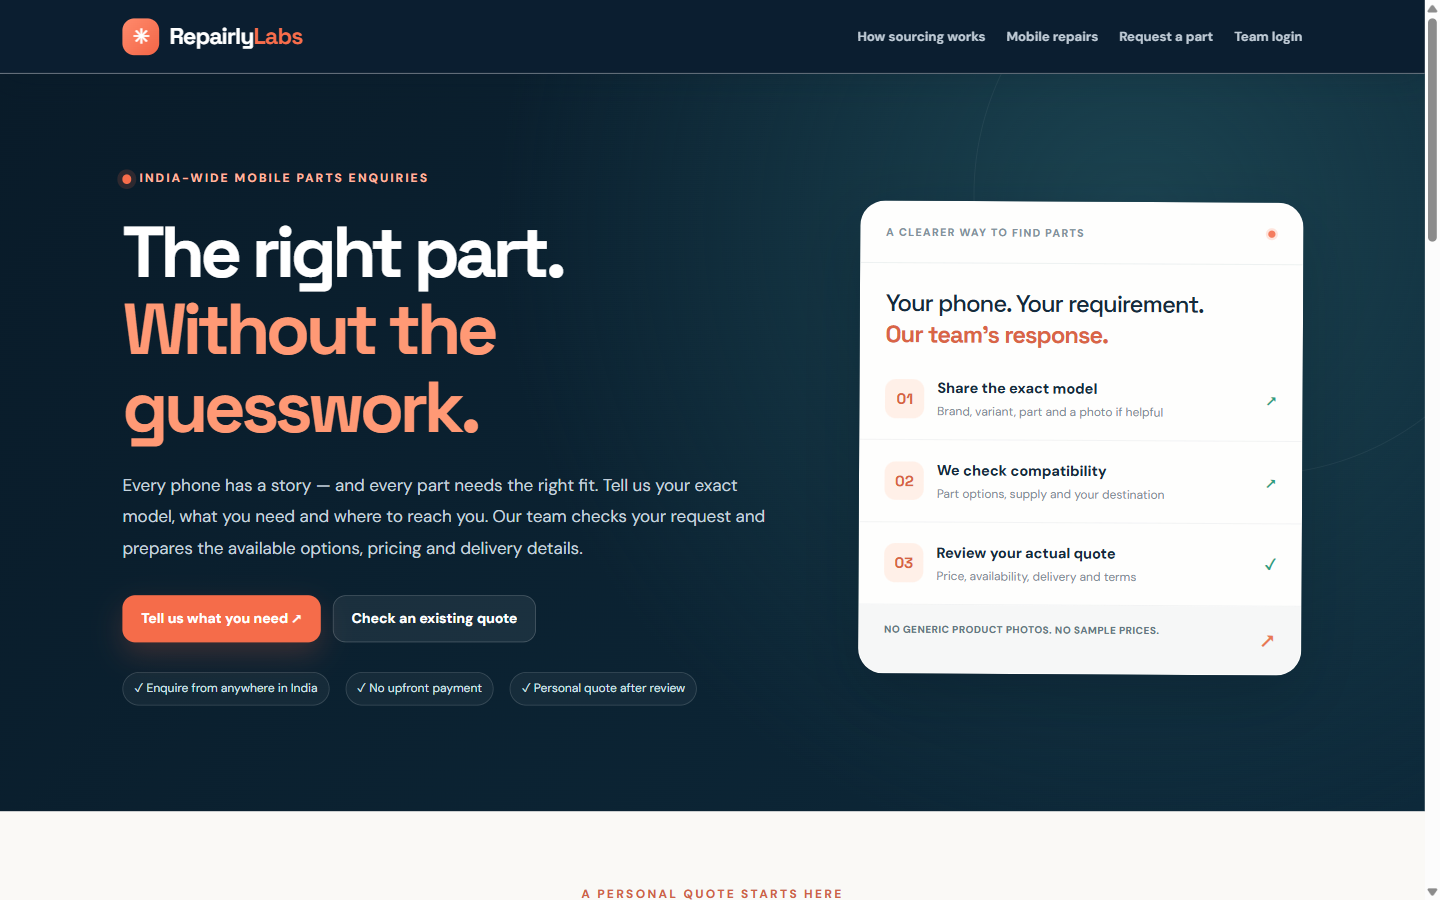 RepairlyLabs
How sourcing works
Mobile repairs
Request a part
Team login
INDIA-WIDE MOBILE PARTS ENQUIRIES
The right part.
Without the
guesswork.
Every phone has a story — and every part needs the right fit. Tell us your exact
model, what you need and where to reach you. Our team checks your request and
prepares the available options, pricing and delivery details.
Tell us what you need ↗
Check an existing quote
✓ Enquire from anywhere in India
✓ No upfront payment
✓ Personal quote after review
A CLEARER WAY TO FIND PARTS
Your phone. Your requirement.
Our team’s response.
01
Share the exact model
Brand, variant, part and a photo if helpful
↗
02
We check compatibility
Part options, supply and your destination
↗
03
Review your actual quote
Price, availability, delivery and terms
✓
NO GENERIC PRODUCT PHOTOS. NO SAMPLE PRICES.
↗
A PERSONAL QUOTE STARTS HERE